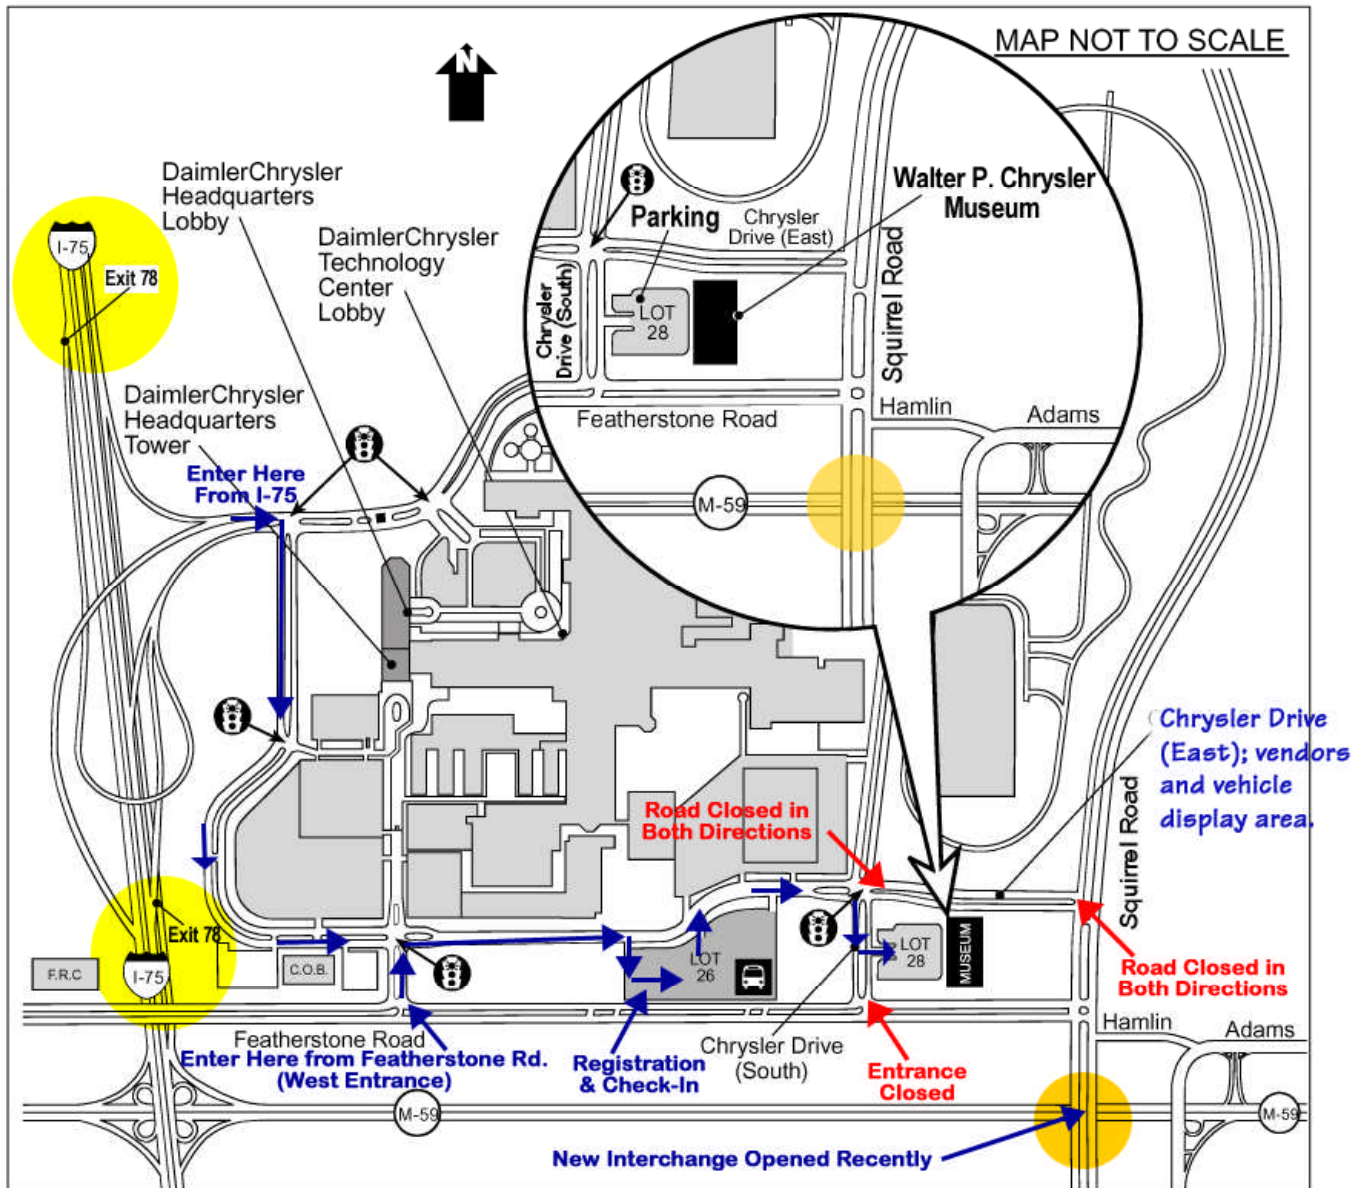 MAP NOT TO SCALE
N
DaimlerChrysler
Headquarters
Lobby
DaimlerChrysler
Technology
Center
Lobby
I-75
Exit 78
DaimlerChrysler
Headquarters
Tower
Enter Here
From I-75
Walter P. Chrysler
Museum
Parking
Chrysler
Drive (East)
Chrysler
Drive (South)
LOT
28
Squirrel Road
Featherstone Road
Hamlin
Adams
M-59
Chrysler Drive
(East); vendors
and vehicle
display area.
Squirrel Road
Road Closed in
Both Directions
Exit 78
I-75
F.R.C
C.O.B.
LOT
26
LOT
28
MUSEUM
Road Closed in
Both Directions
Featherstone Road
Enter Here from Featherstone Rd.
(West Entrance)
Registration
& Check-In
Chrysler Drive
(South)
Entrance
Closed
Hamlin
Adams
M-59
M-59
New Interchange Opened Recently